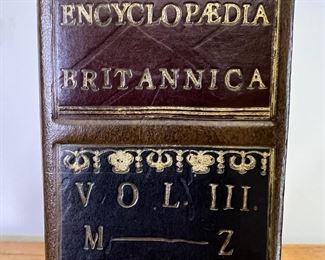 ENCYCLOPÆDIA
BRITANNICA
VOL. III.
M——Z